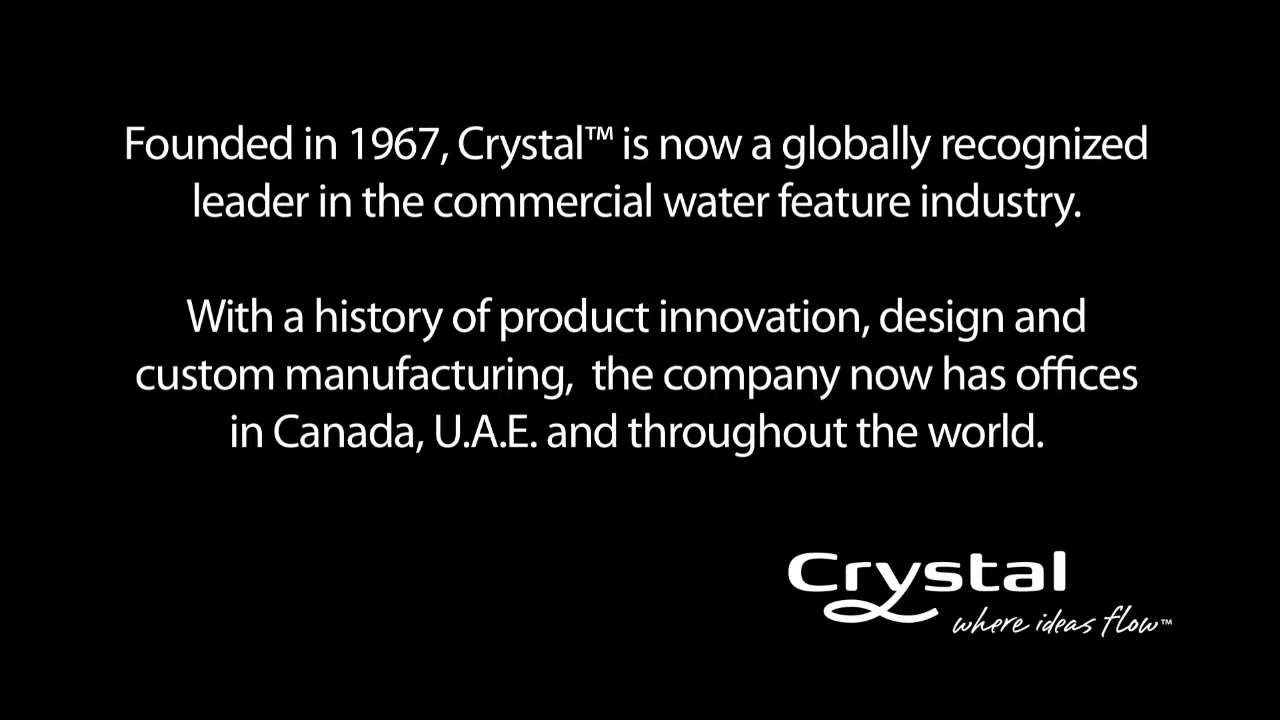 Founded in 1967, Crystal™ is now a globally recognized
leader in the commercial water feature industry.
With a history of product innovation, design and
custom manufacturing,  the company now has offices
in Canada, U.A.E. and throughout the world.
Crystal
where ideas flow™